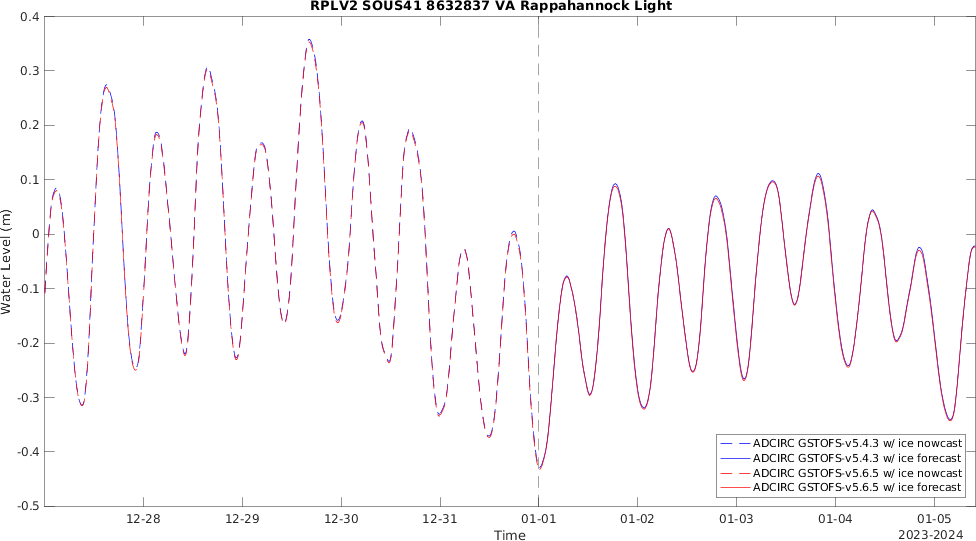 RPLV2 SOUS41 8632837 VA Rappahannock Light
0.4
0.3
0.2
0.1
0
-0.1
-0.2
-0.3
-0.4
-0.5
Water Level (m)
ADCIRC GSTOFS-v5.4.3 w/ ice nowcast
ADCIRC GSTOFS-v5.4.3 w/ ice forecast
ADCIRC GSTOFS-v5.6.5 w/ ice nowcast
ADCIRC GSTOFS-v5.6.5 w/ ice forecast
12-28 12-29 12-30 12-31 01-01 01-02 01-03 01-04 01-05
Time
2023-2024